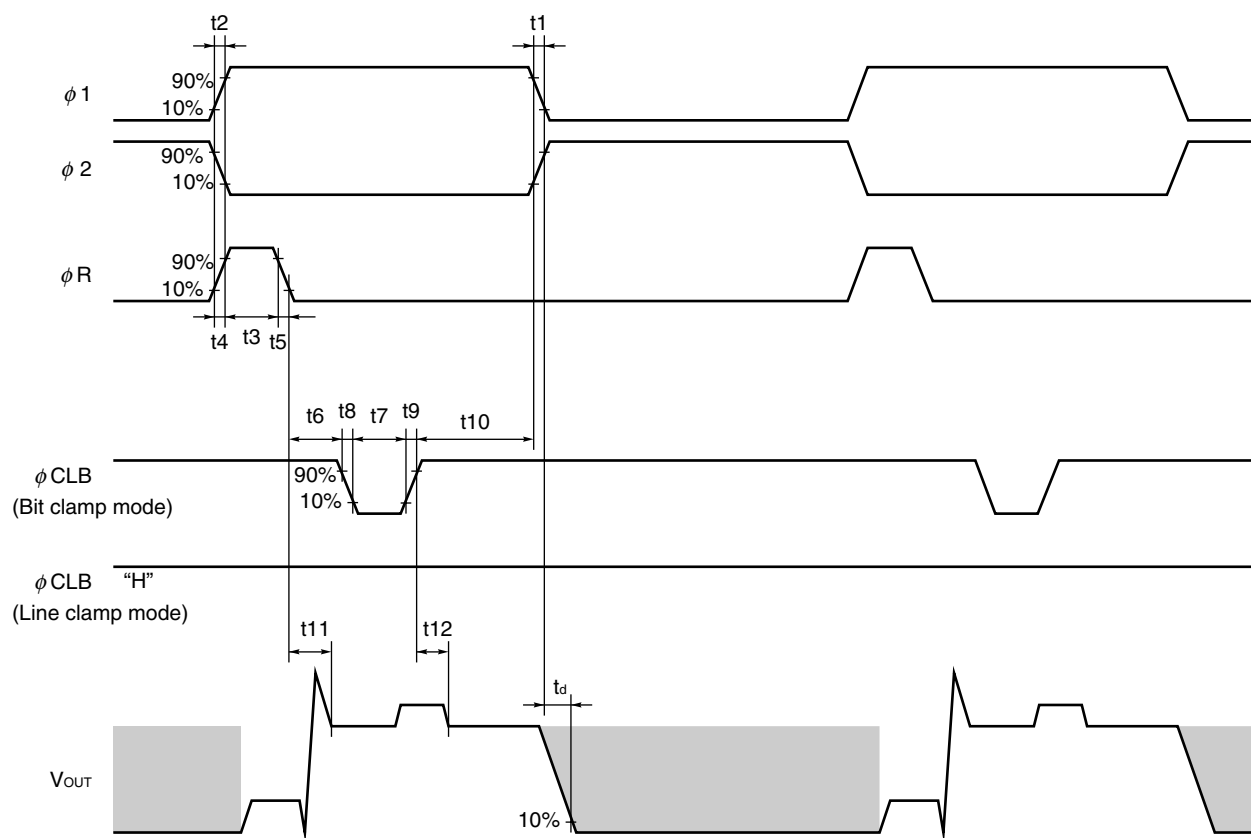 t2 t1
90%
ϕ1
10%
90%
ϕ2
10%
90%
ϕR
10%
t4 t3 t5
t6 t8 t7 t9 t10
ϕCLB
(Bit clamp mode)
90%
10%
ϕCLB “H”
(Line clamp mode)
t11 t12
td
VOUT
10%